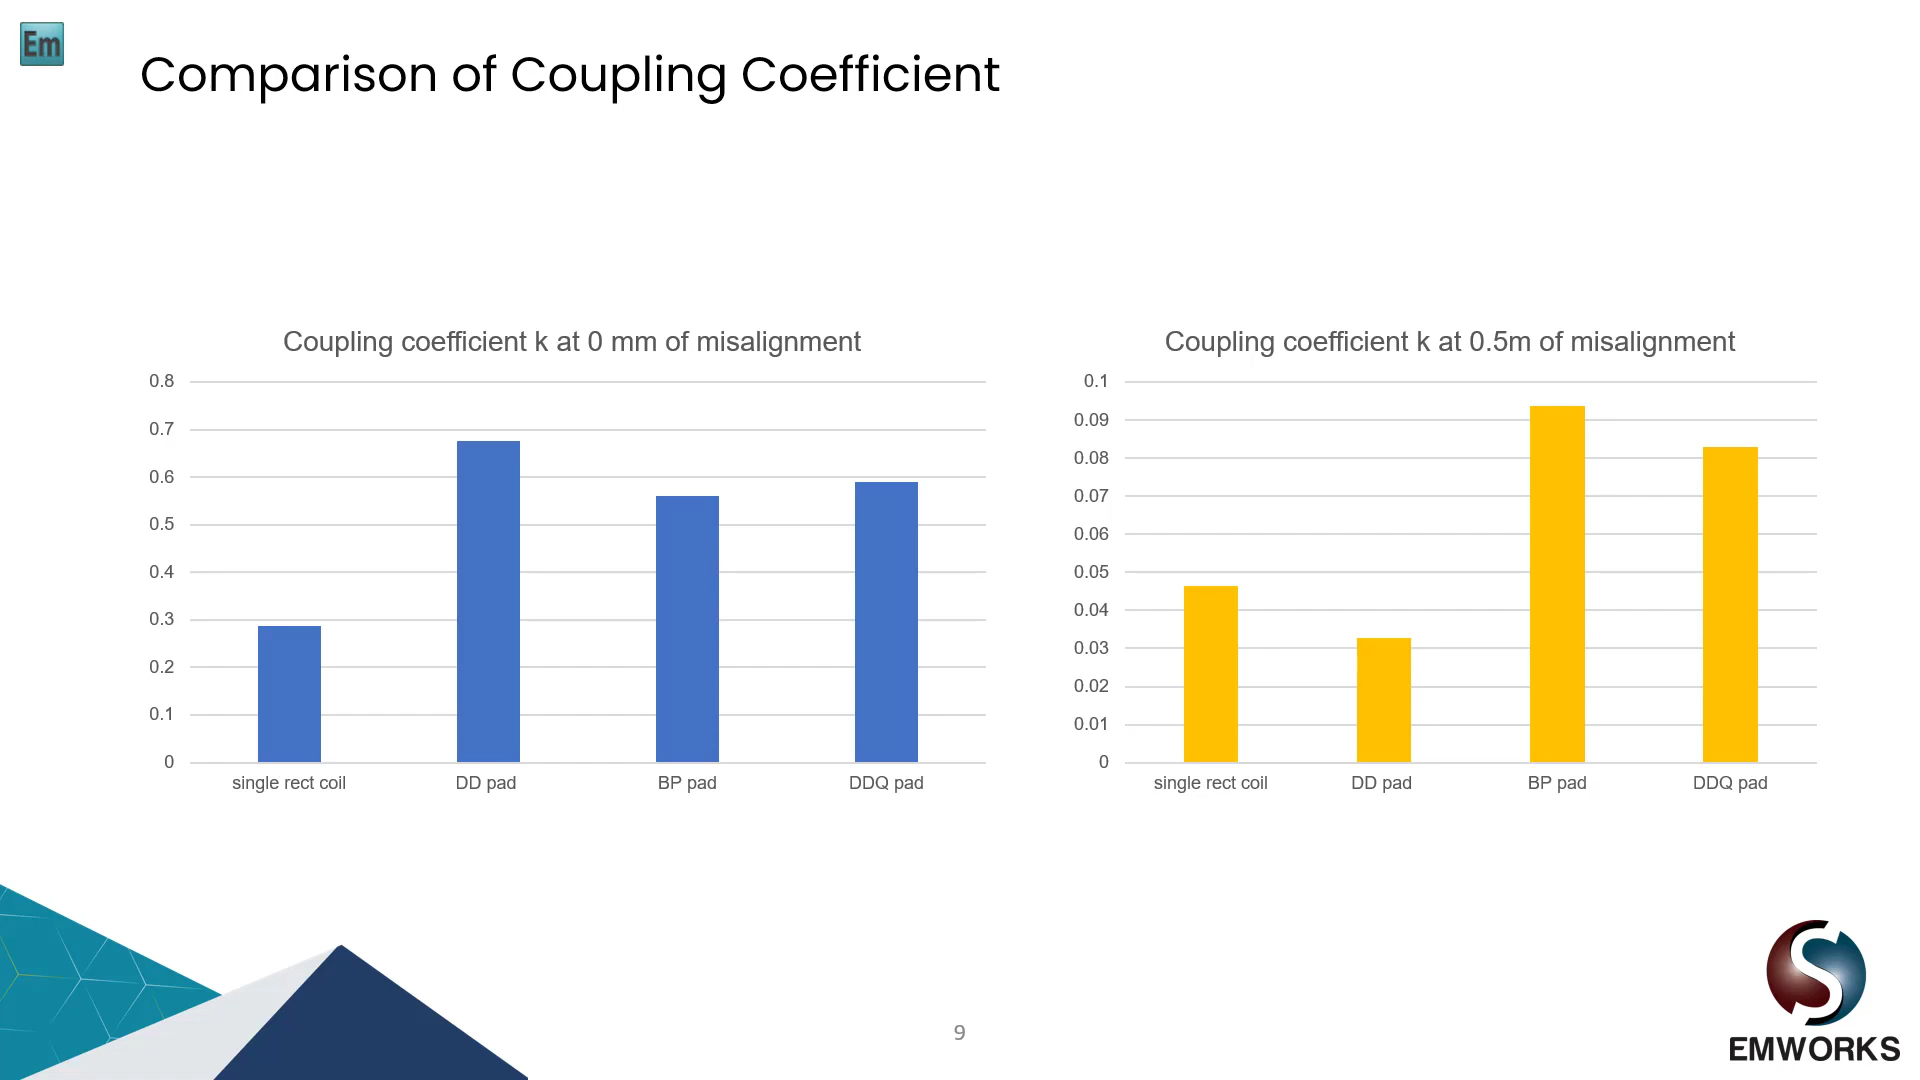 Em
Comparison of Coupling Coefficient
Coupling coefficient k at 0 mm of misalignment
0.8
0.7
0.6
0.5
0.4
0.3
0.2
0.1
0
single rect coil
DD pad
BP pad
DDQ pad
Coupling coefficient k at 0.5m of misalignment
0.1
0.09
0.08
0.07
0.06
0.05
0.04
0.03
0.02
0.01
0
single rect coil
DD pad
BP pad
DDQ pad
9
S
EMWORKS